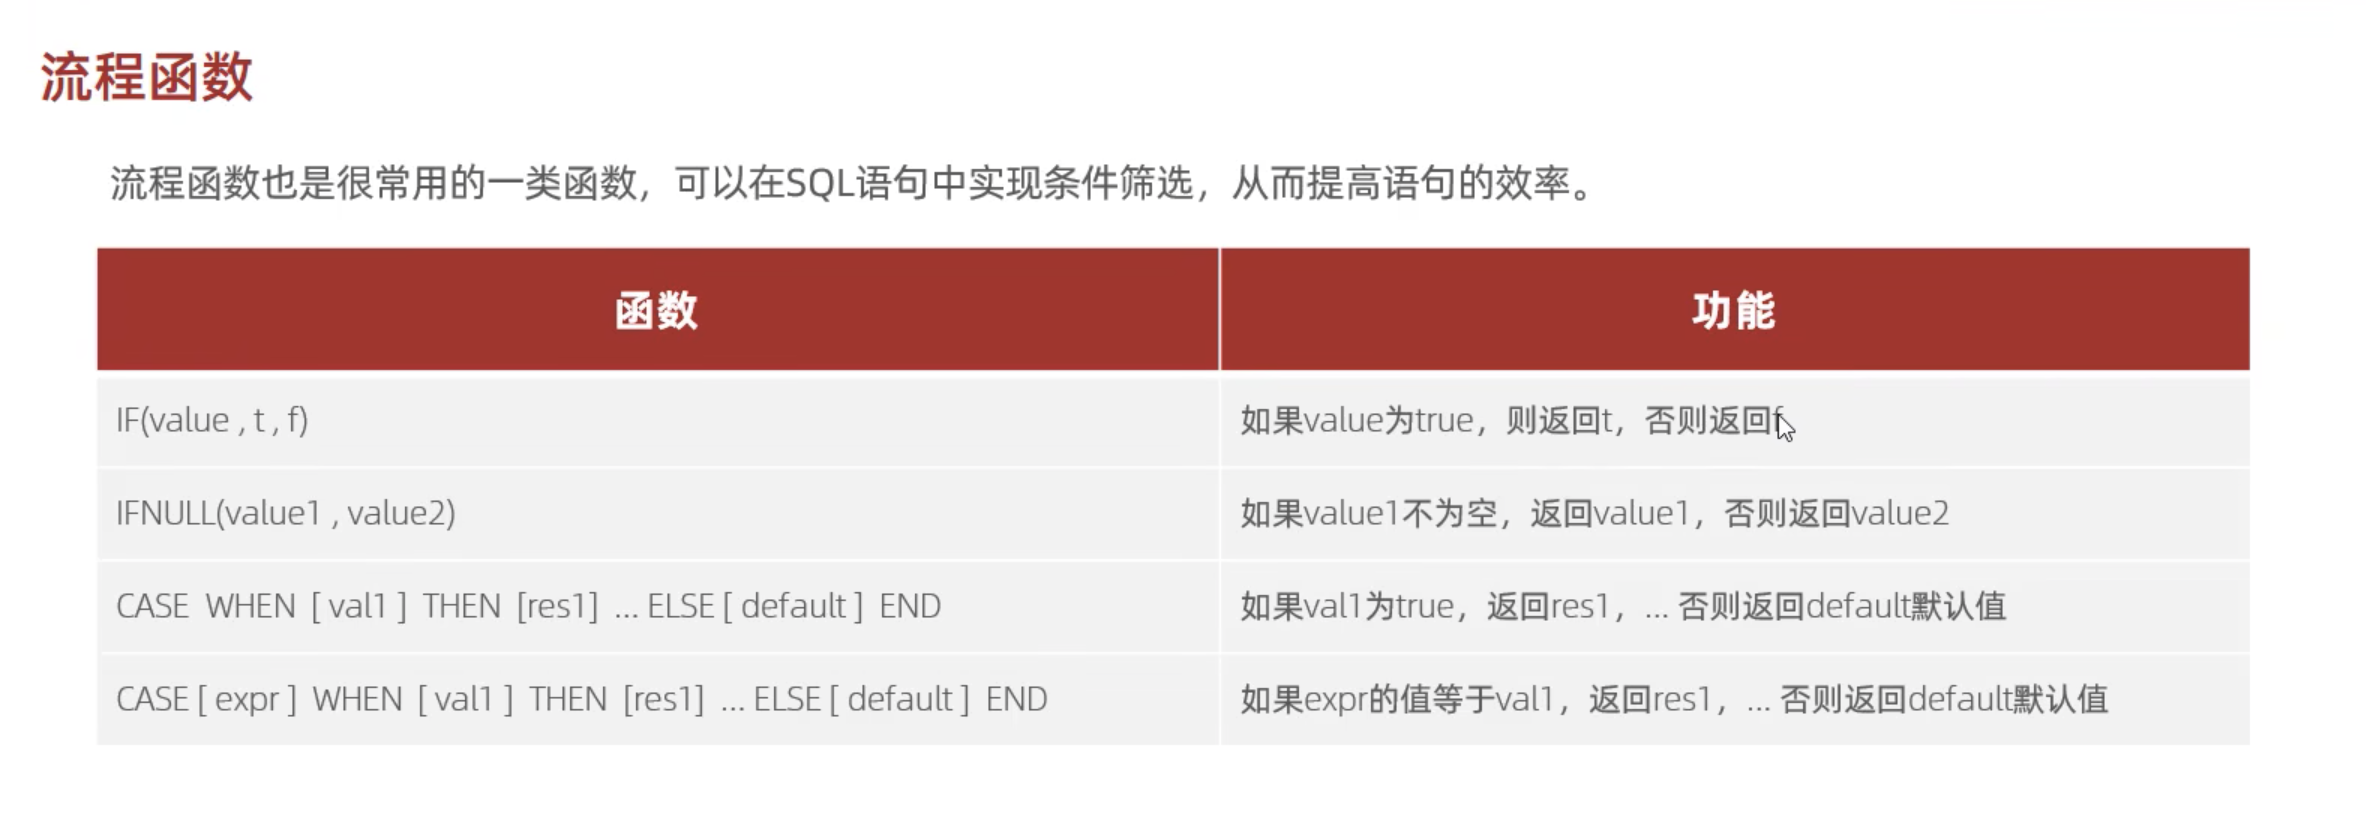 流程函数
流程函数也是很常用的一类函数，可以在SQL语句中实现条件筛选，从而提高语句的效率。
函数 功能
IF(value , t , f) 如果value为true，则返回t，否则返回f
IFNULL(value1 , value2) 如果value1不为空，返回value1，否则返回value2
CASE WHEN [ val1 ] THEN [res1] ... ELSE [ default ] END 如果val1为true，返回res1，... 否则返回default默认值
CASE [ expr ] WHEN [ val1 ] THEN [res1] ... ELSE [ default ] END 如果expr的值等于val1，返回res1，... 否则返回default默认值